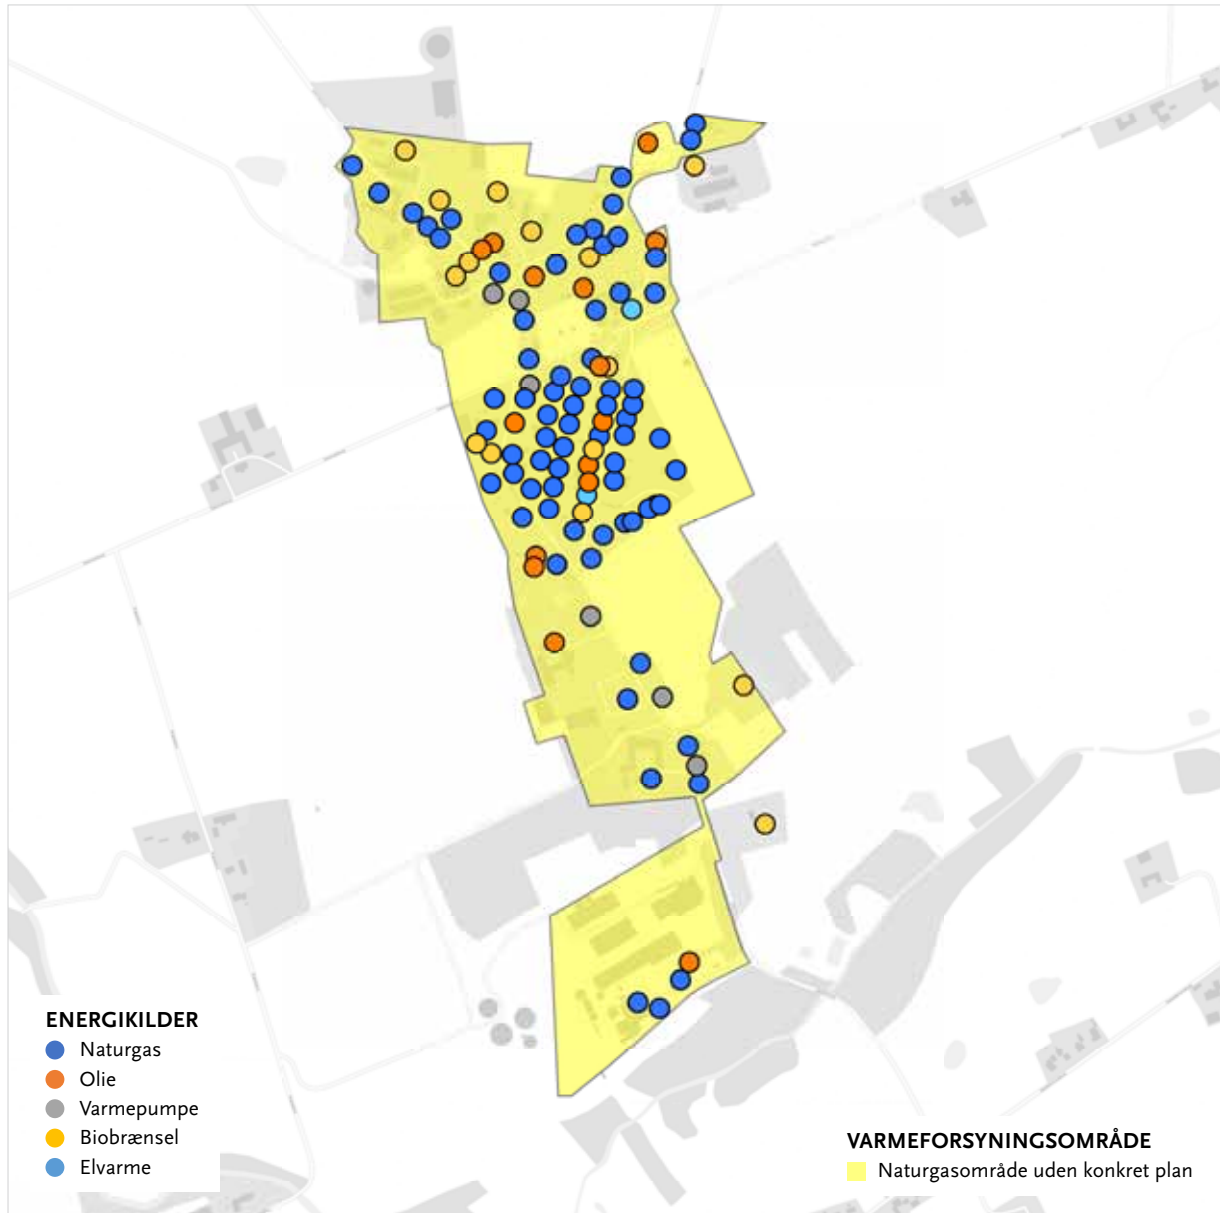 ENERGIKILDER
Naturgas
Olie
Varmepumpe
Biobrænsel
Elvarme
VARMEFORSYNINGSOMRÅDE
Naturgasområde uden konkret plan